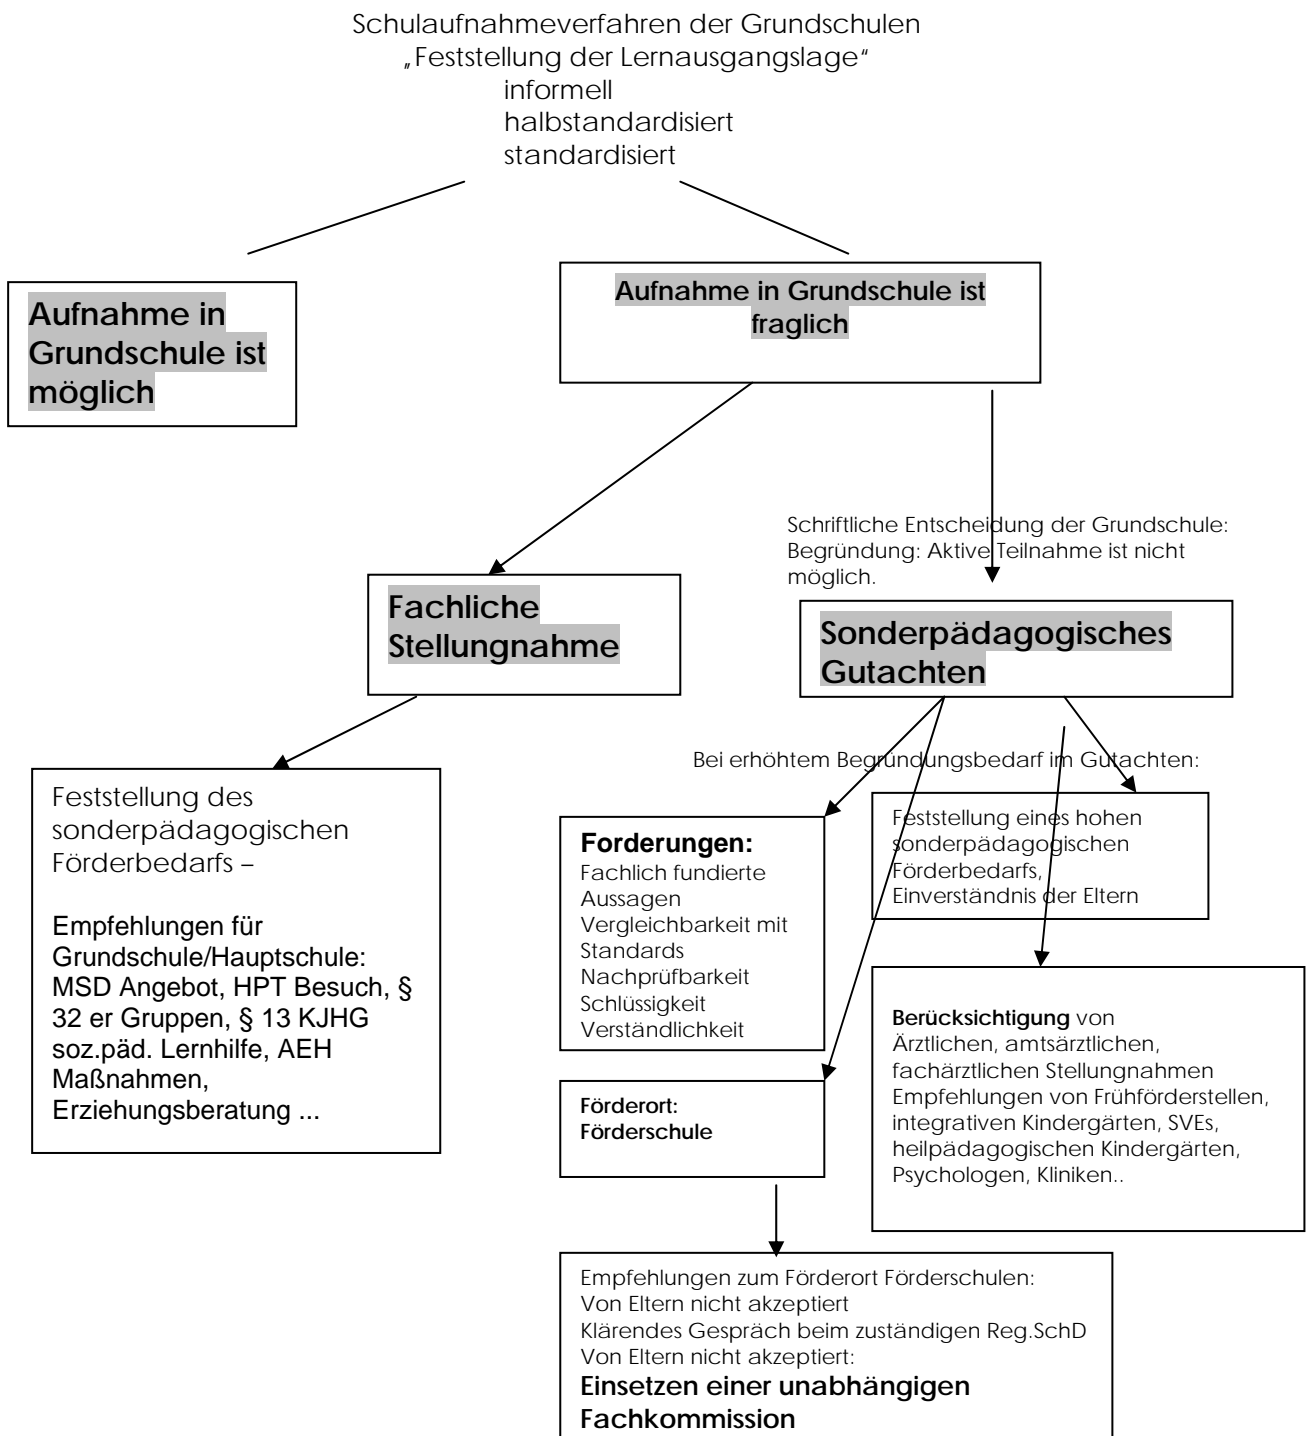 Schulaufnahmeverfahren der Grundschulen
„Feststellung der Lernausgangslage“
informell
halbstandardisiert
standardisiert
Aufnahme in
Grundschule ist
möglich
Aufnahme in Grundschule ist
fraglich
Schriftliche Entscheidung der Grundschule:
Begründung: Aktive Teilnahme ist nicht
möglich.
Fachliche
Stellungnahme
Sonderpädagogisches
Gutachten
Bei erhöhtem Begründungsbedarf im Gutachten:
Feststellung des
sonderpädagogischen
Förderbedarfs –
Empfehlungen für
Grundschule/Hauptschule:
MSD Angebot, HPT Besuch, §
32 er Gruppen, § 13 KJHG
soz.päd. Lernhilfe, AEH
Maßnahmen,
Erziehungsberatung ...
Forderungen:
Fachlich fundierte
Aussagen
Vergleichbarkeit mit
Standards
Nachprüfbarkeit
Schlüssigkeit
Verständlichkeit
Feststellung eines hohen
sonderpädagogischen
Förderbedarfs,
Einverständnis der Eltern
Berücksichtigung von
Ärztlichen, amtsärztlichen,
fachärztlichen Stellungnahmen
Empfehlungen von Frühförderstellen,
integrativen Kindergärten, SVEs,
heilpädagogischen Kindergärten,
Psychologen, Kliniken..
Förderort:
Förderschule
Empfehlungen zum Förderort Förderschulen:
Von Eltern nicht akzeptiert
Klärendes Gespräch beim zuständigen Reg.SchD
Von Eltern nicht akzeptiert:
Einsetzen einer unabhängigen
Fachkommission